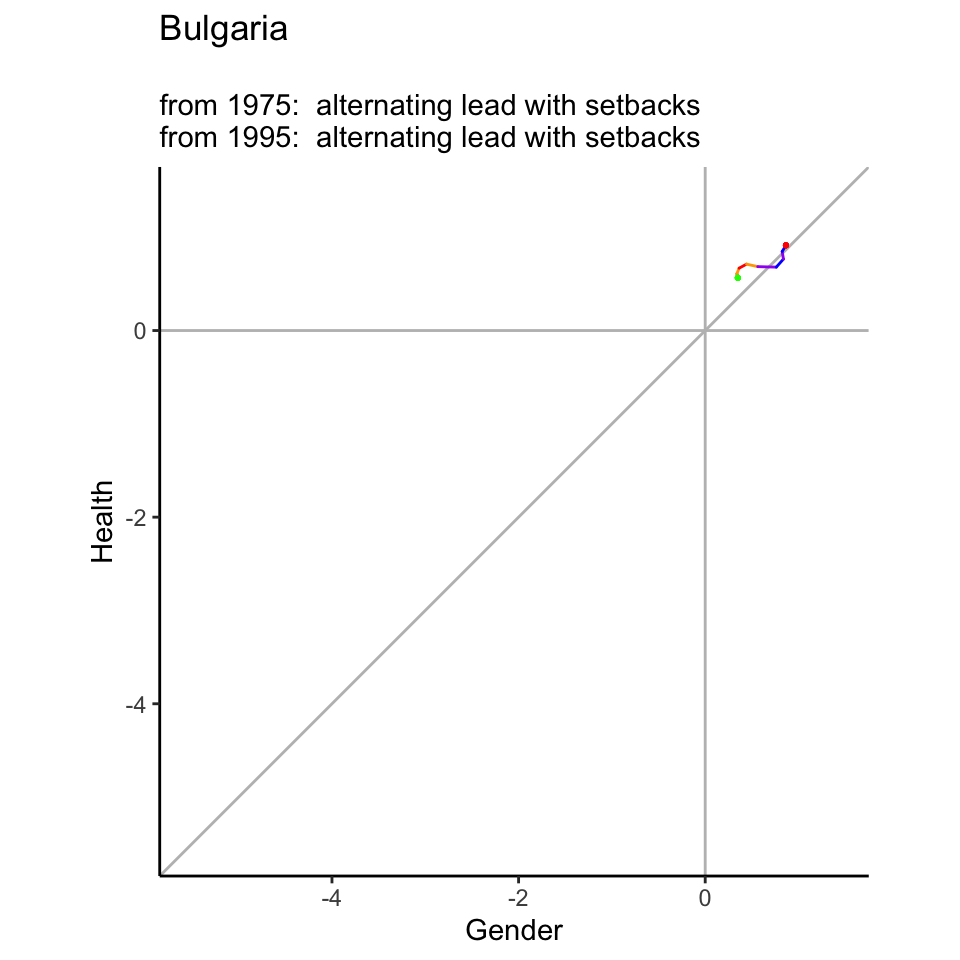 Bulgaria
from 1975:  alternating lead with setbacks
from 1995:  alternating lead with setbacks
0
-2
-4
Health
-4
-2
0
Gender